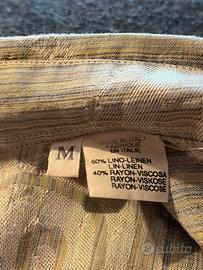 M
EN ITALIE
60% LINO-LEINEN
LIN-LINEN
40% RAYON-VISCOSA
RAYON-VISKOSE
RAYON-VISCOSE
subito